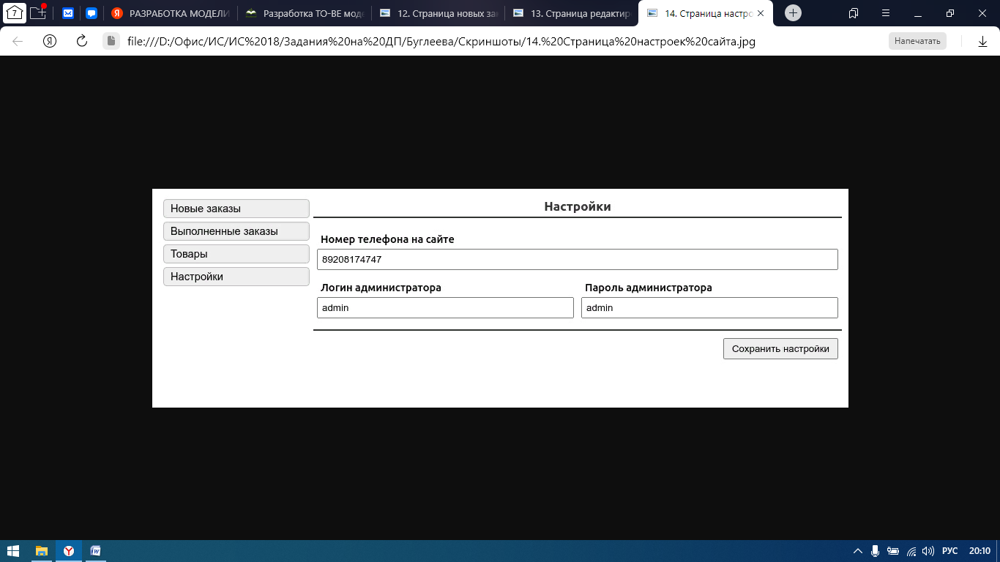 7
Я
РАЗРАБОТКА МОДЕЛИ
Разработка TO-BE моде
12. Страница новых зак
13. Страница редактир
14. Страница настро
Я
file:///D:/Офис/ИС/ИС%2018/Задания%20на%20ДП/Буглеева/Скриншоты/14.%20Страница%20настроек%20сайта.jpg
Напечатать
Новые заказы
Выполненные заказы
Товары
Настройки
Настройки
Номер телефона на сайте
89208174747
Логин администратора
Пароль администратора
admin
admin
Сохранить настройки
РУС
20:10